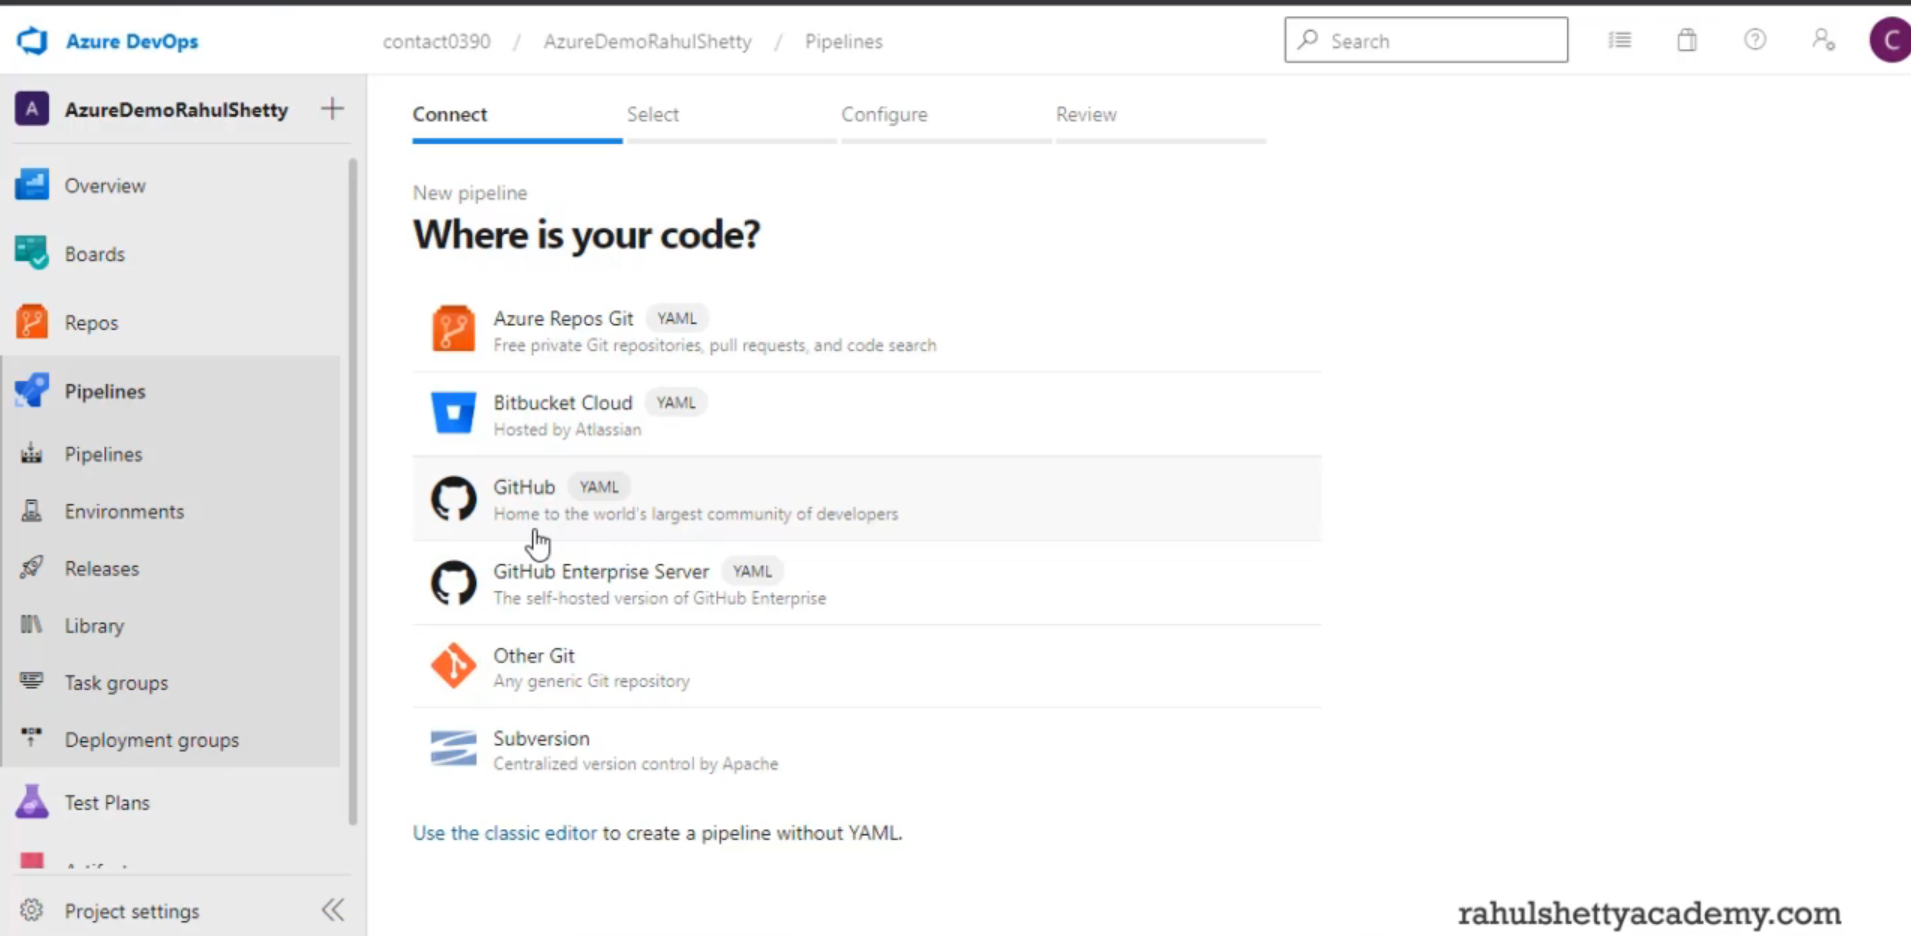 Azure DevOps
contact0390 / AzureDemoRahulShetty / Pipelines
Search
C
A AzureDemoRahulShetty
Overview
Boards
Repos
Pipelines
Pipelines
Environments
Releases
Library
Task groups
Deployment groups
Test Plans
Project settings
Connect
Select
Configure
Review
New pipeline
Where is your code?
Azure Repos Git YAML
Free private Git repositories, pull requests, and code search
Bitbucket Cloud YAML
Hosted by Atlassian
GitHub YAML
Home to the world's largest community of developers
GitHub Enterprise Server YAML
The self-hosted version of GitHub Enterprise
Other Git
Any generic Git repository
Subversion
Centralized version control by Apache
Use the classic editor to create a pipeline without YAML.
rahulshettyacademy.com